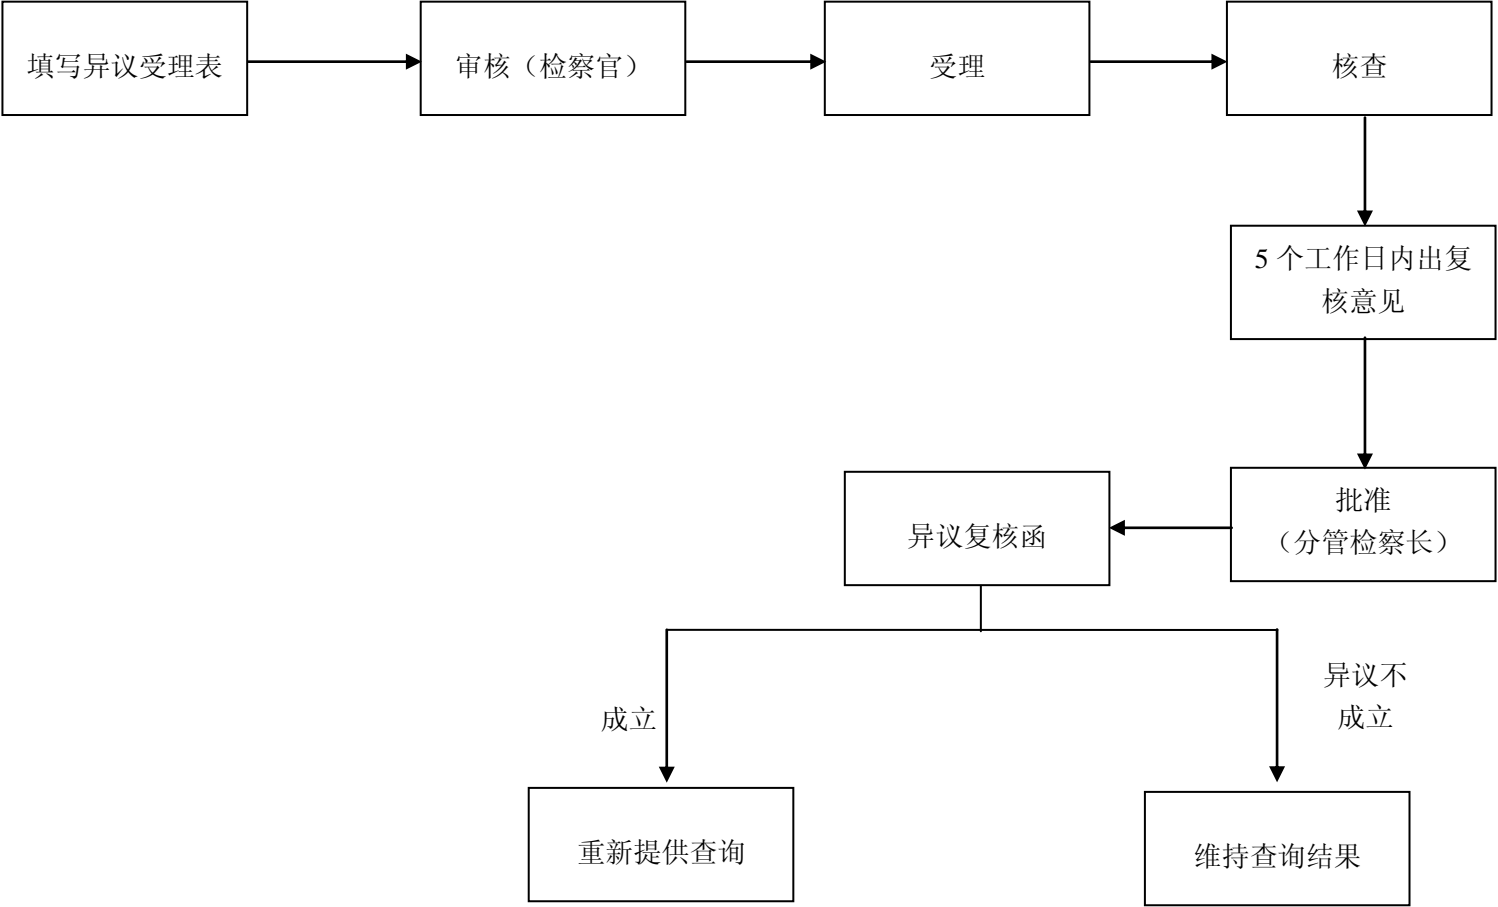 填写异议受理表
审核（检察官）
受理
核查
5 个工作日内出复
核意见
批准
（分管检察长）
异议复核函
异议不
成立
成立
重新提供查询
维持查询结果